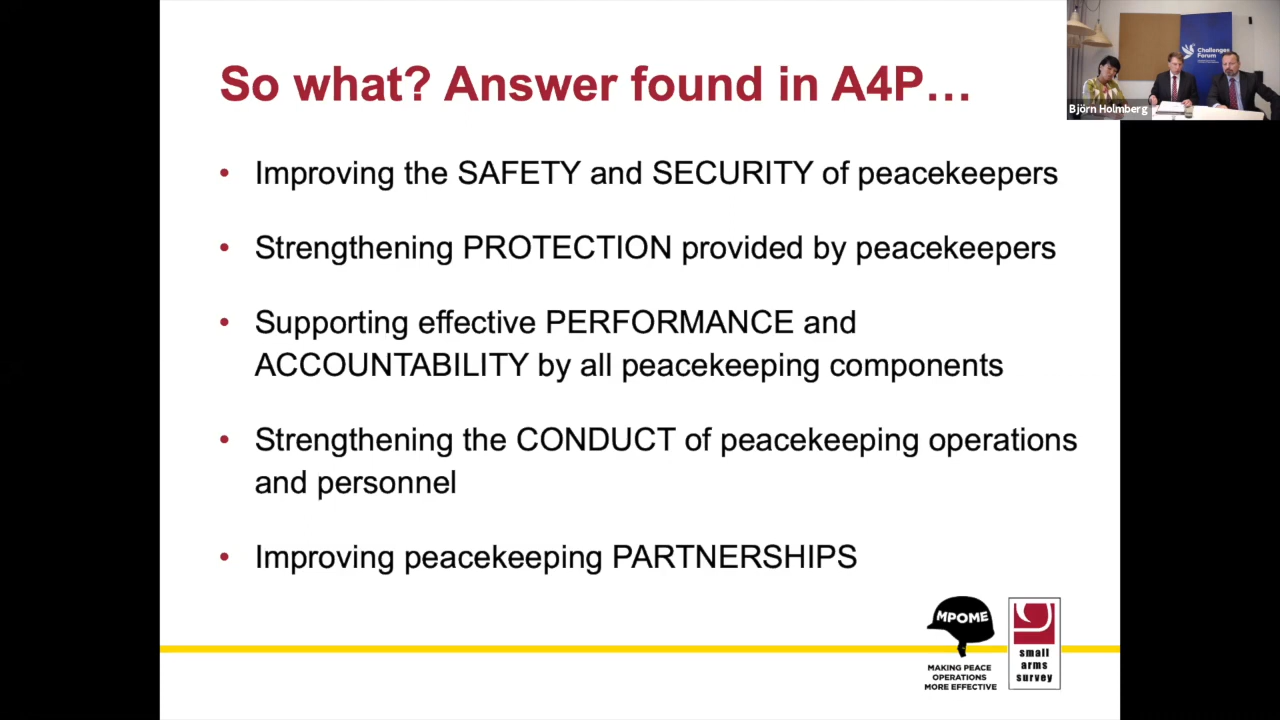 So what? Answer found in A4P…
• Improving the SAFETY and SECURITY of peacekeepers
• Strengthening PROTECTION provided by peacekeepers
• Supporting effective PERFORMANCE and
ACCOUNTABILITY by all peacekeeping components
• Strengthening the CONDUCT of peacekeeping operations
and personnel
• Improving peacekeeping PARTNERSHIPS
MPOME
MAKING PEACE
OPERATIONS
MORE EFFECTIVE
small
arms
survey
Challenges
Forum
Björn Holmberg